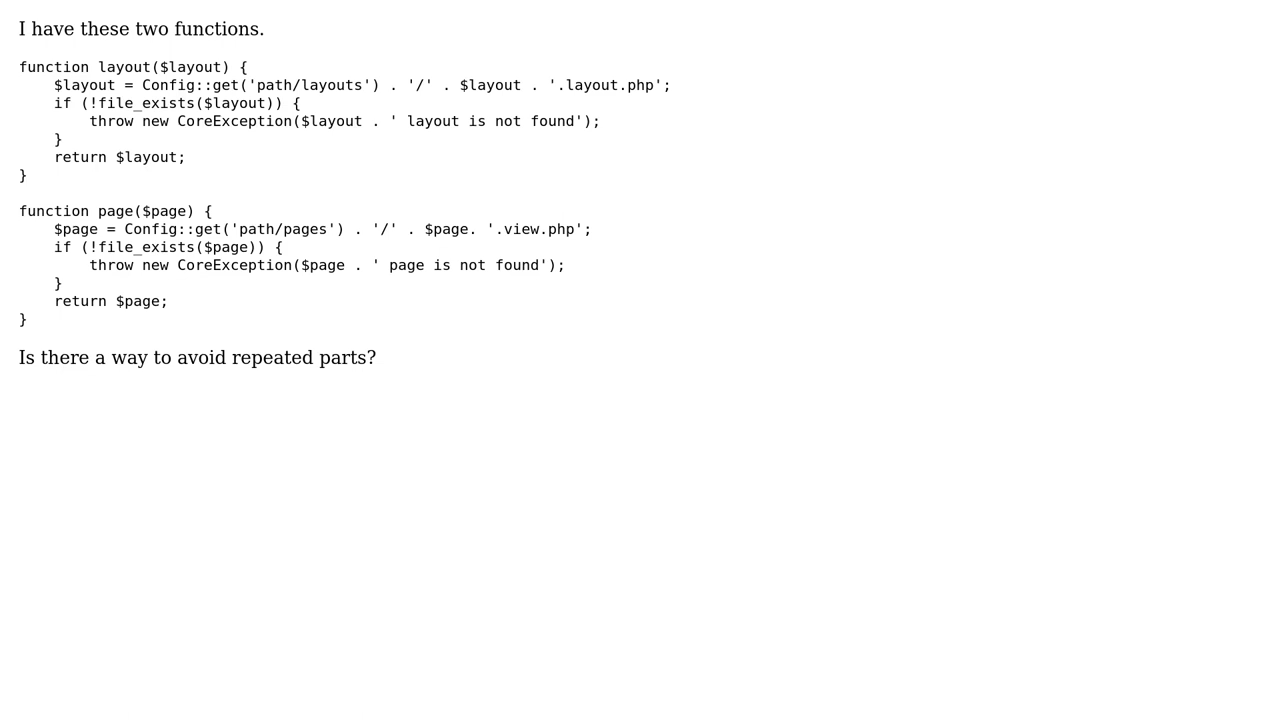 I have these two functions.
function layout($layout) {
    $layout = Config::get('path/layouts') . '/' . $layout . '.layout.php';
    if (!file_exists($layout)) {
        throw new CoreException($layout . ' layout is not found');
    }
    return $layout;
}
function page($page) {
    $page = Config::get('path/pages') . '/' . $page. '.view.php';
    if (!file_exists($page)) {
        throw new CoreException($page . ' page is not found');
    }
    return $page;
}
Is there a way to avoid repeated parts?